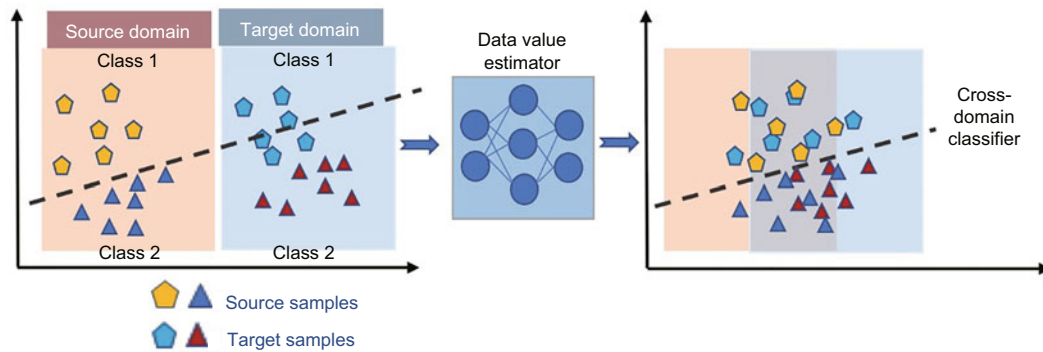 Source domain
Target domain
Class 1
Class 1
Class 2
Class 2
Data value
estimator
Cross-
domain
classifier
Source samples
Target samples